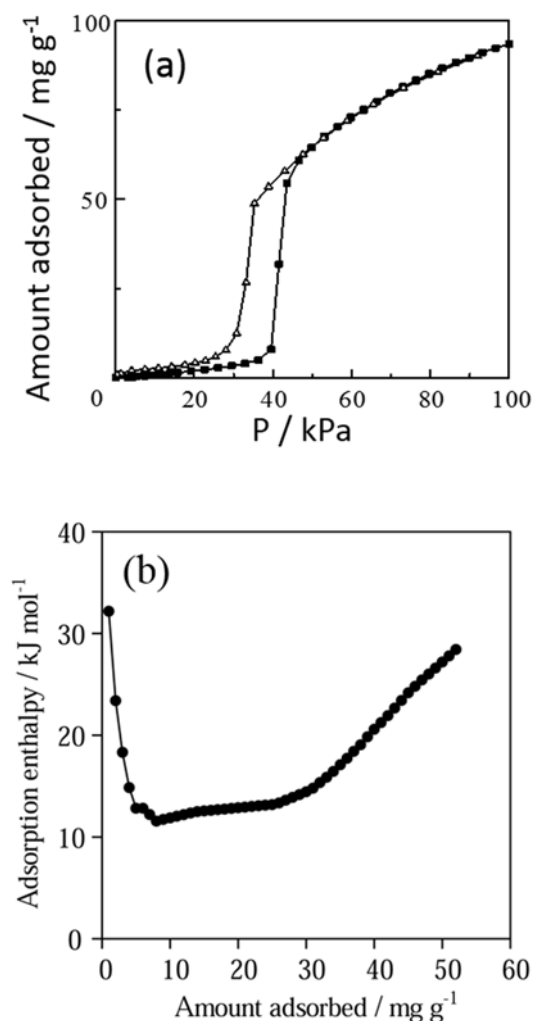 100
(a)
Amount adsorbed / mg g⁻¹
50
0 20 40 60 80 100
P / kPa
40
(b)
30
Adsorption enthalpy / kJ mol⁻¹
20
10
0
0 10 20 30 40 50 60
Amount adsorbed / mg g⁻¹